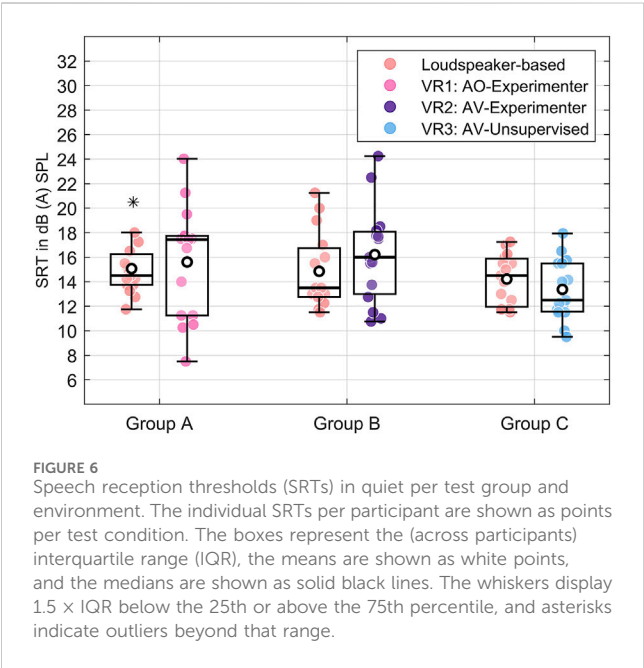 32
30
28
26
24
22
20
18
16
14
12
10
8
6
SRT in dB (A) SPL
Loudspeaker-based
VR1: AO-Experimenter
VR2: AV-Experimenter
VR3: AV-Unsupervised
Group A Group B Group C
FIGURE 6
Speech reception thresholds (SRTs) in quiet per test group and
environment. The individual SRTs per participant are shown as points
per test condition. The boxes represent the (across participants)
interquartile range (IQR), the means are shown as white points,
and the medians are shown as solid black lines. The whiskers display
1.5 × IQR below the 25th or above the 75th percentile, and asterisks
indicate outliers beyond that range.